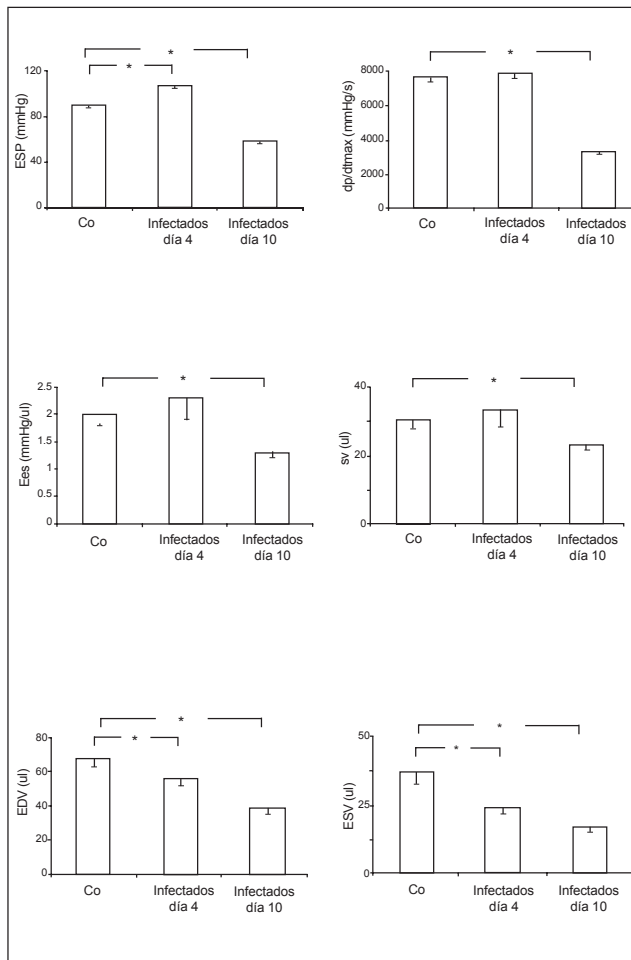 *
*
120
80
40
0
ESP (mmHg)
Co
Infectados
día 4
Infectados
día 10
*
8000
6000
4000
2000
0
dp/dtmax (mmHg/s)
Co
Infectados
día 4
Infectados
día 10
*
2.5
2
1.5
1
0.5
0
Ees (mmHg/ul)
Co
Infectados
día 4
Infectados
día 10
*
40
20
0
sv (ul)
Co
Infectados
día 4
Infectados
día 10
*
*
80
60
40
20
0
EDV (ul)
Co
Infectados
día 4
Infectados
día 10
*
*
50
25
0
ESV (ul)
Co
Infectados
día 4
Infectados
día 10